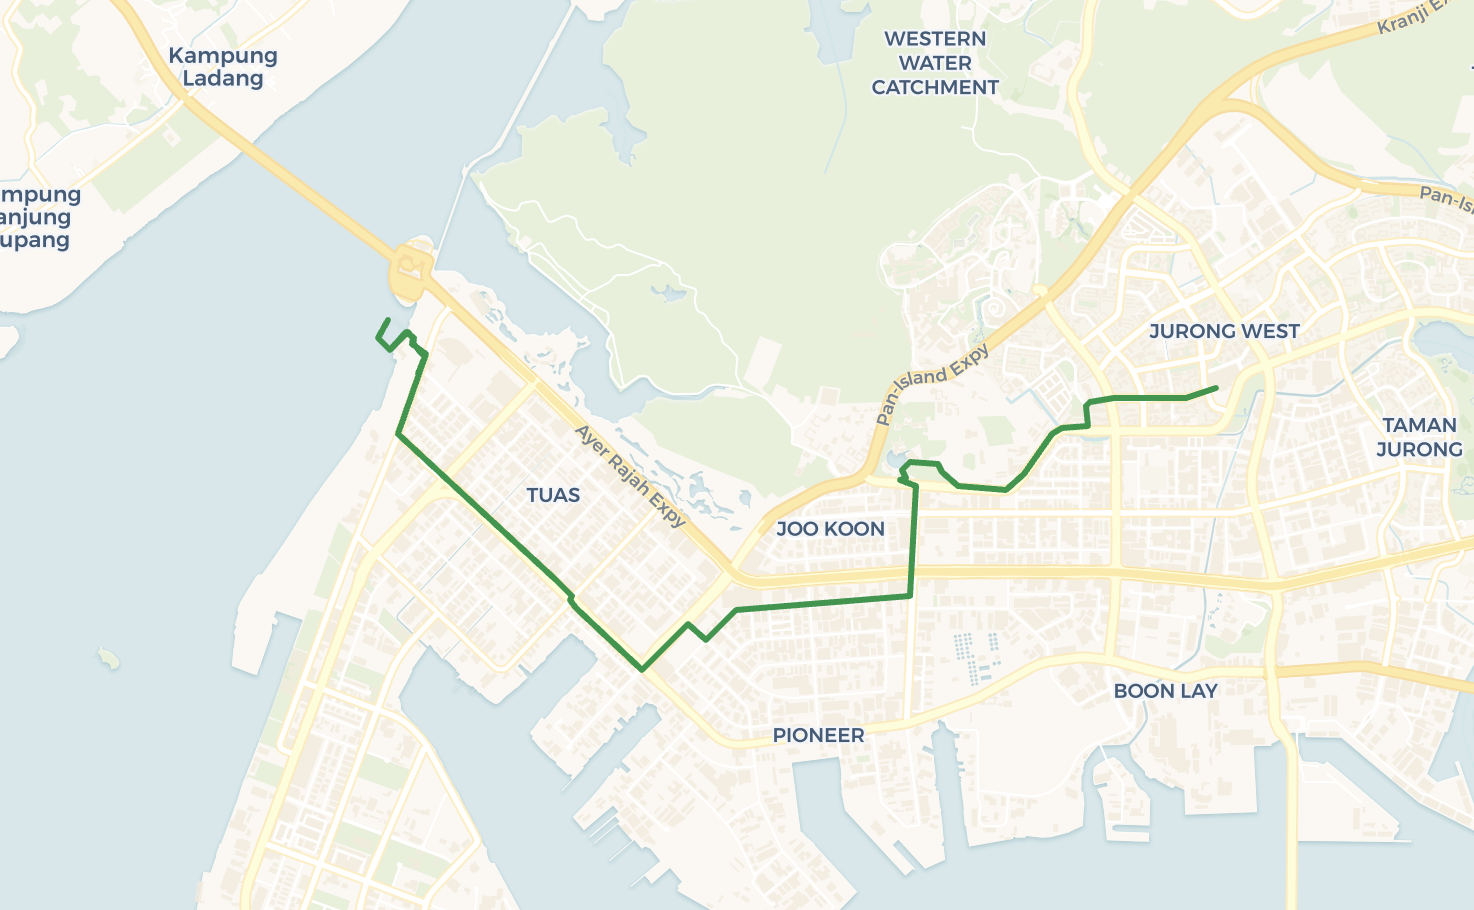 Kranji E
WESTERN
WATER
CATCHMENT
Kampung
Ladang
mpung
anjung
upang
Pan-Isl
JURONG WEST
Pan-Island Expy
TAMAN
JURONG
Ayer Rajah Expy
TUAS
JOO KOON
BOON LAY
PIONEER